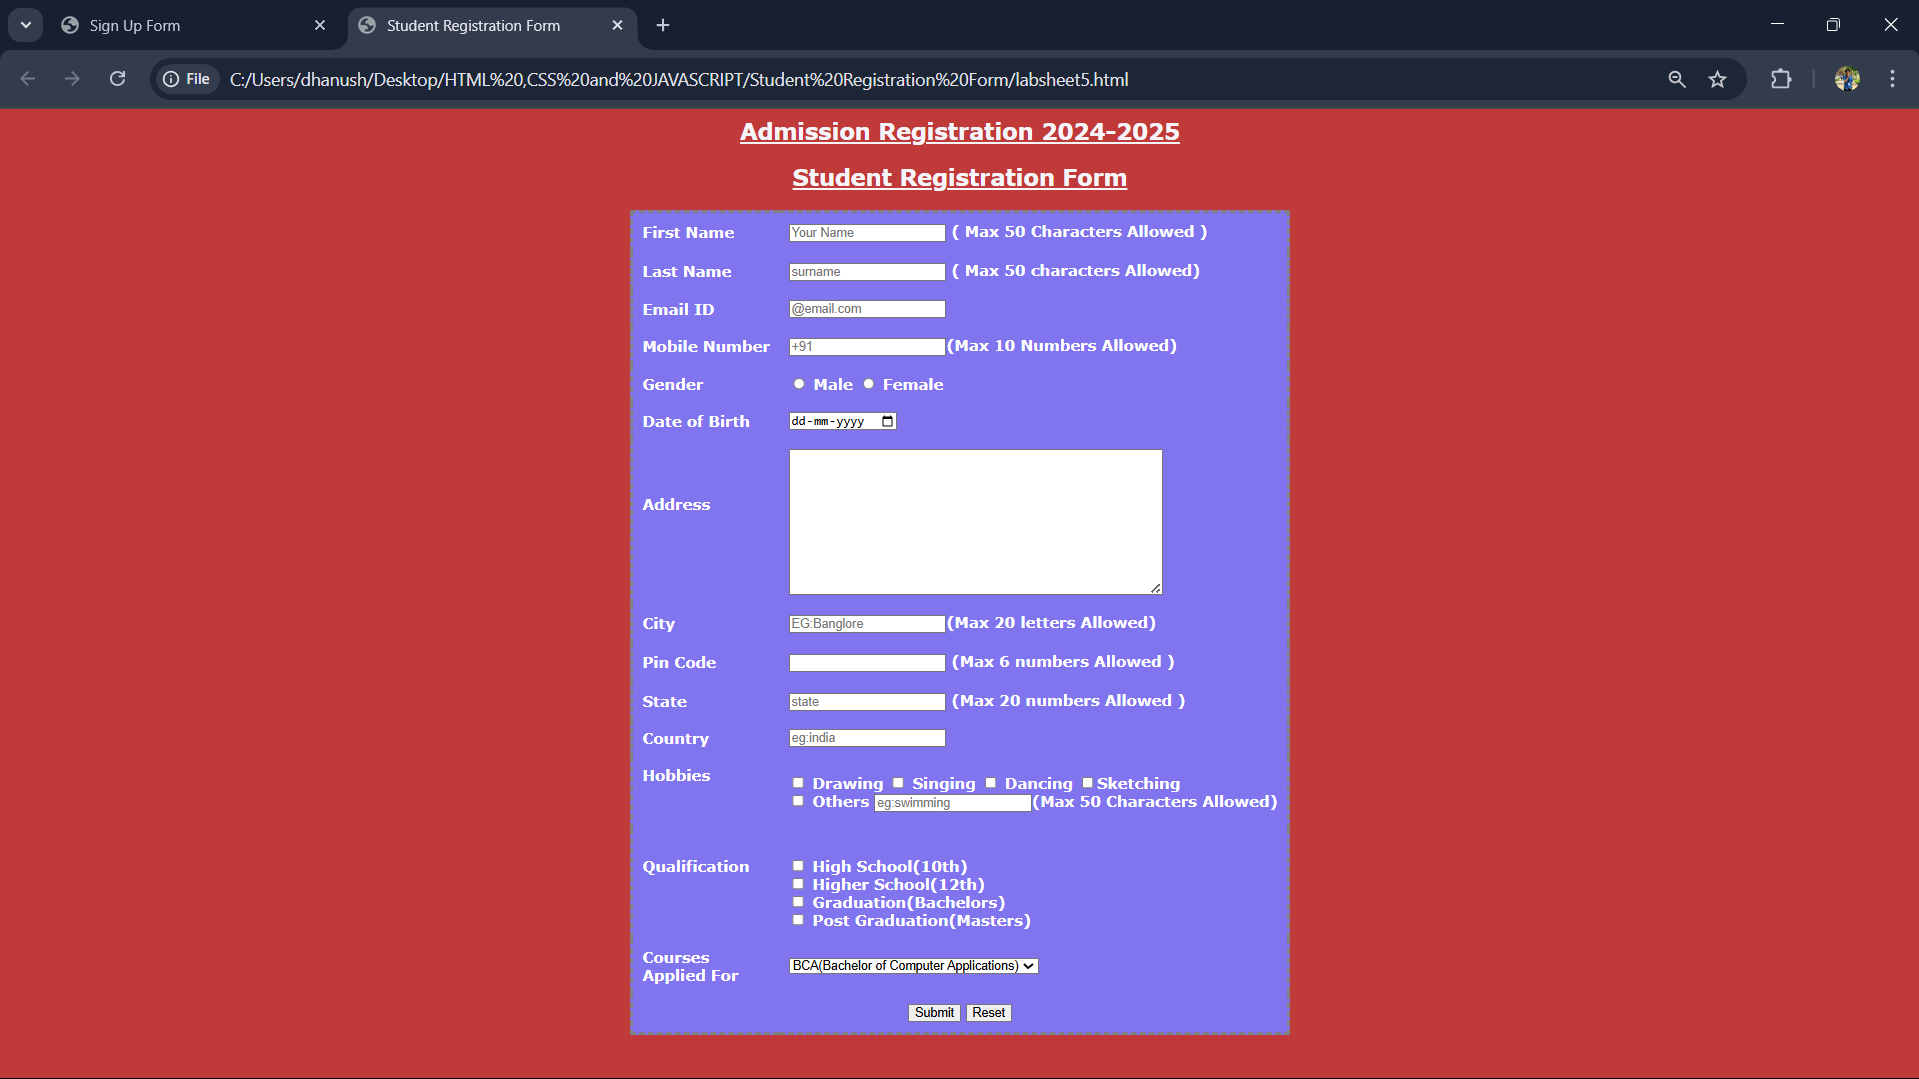 Sign Up Form
Student Registration Form
File C:/Users/dhanush/Desktop/HTML%20,CSS%20and%20JAVASCRIPT/Student%20Registration%20Form/labsheet5.html
Admission Registration 2024-2025
Student Registration Form
First Name Your Name ( Max 50 Characters Allowed )
Last Name surname ( Max 50 characters Allowed)
Email ID @email.com
Mobile Number +91 (Max 10 Numbers Allowed)
Gender Male Female
Date of Birth dd-mm-yyyy
Address
City EG:Banglore (Max 20 letters Allowed)
Pin Code (Max 6 numbers Allowed )
State state (Max 20 numbers Allowed )
Country eg:india
Hobbies
Drawing Singing Dancing Sketching
Others eg:swimming (Max 50 Characters Allowed)
Qualification High School(10th)
Higher School(12th)
Graduation(Bachelors)
Post Graduation(Masters)
Courses
Applied For
BCA(Bachelor of Computer Applications)
Submit Reset